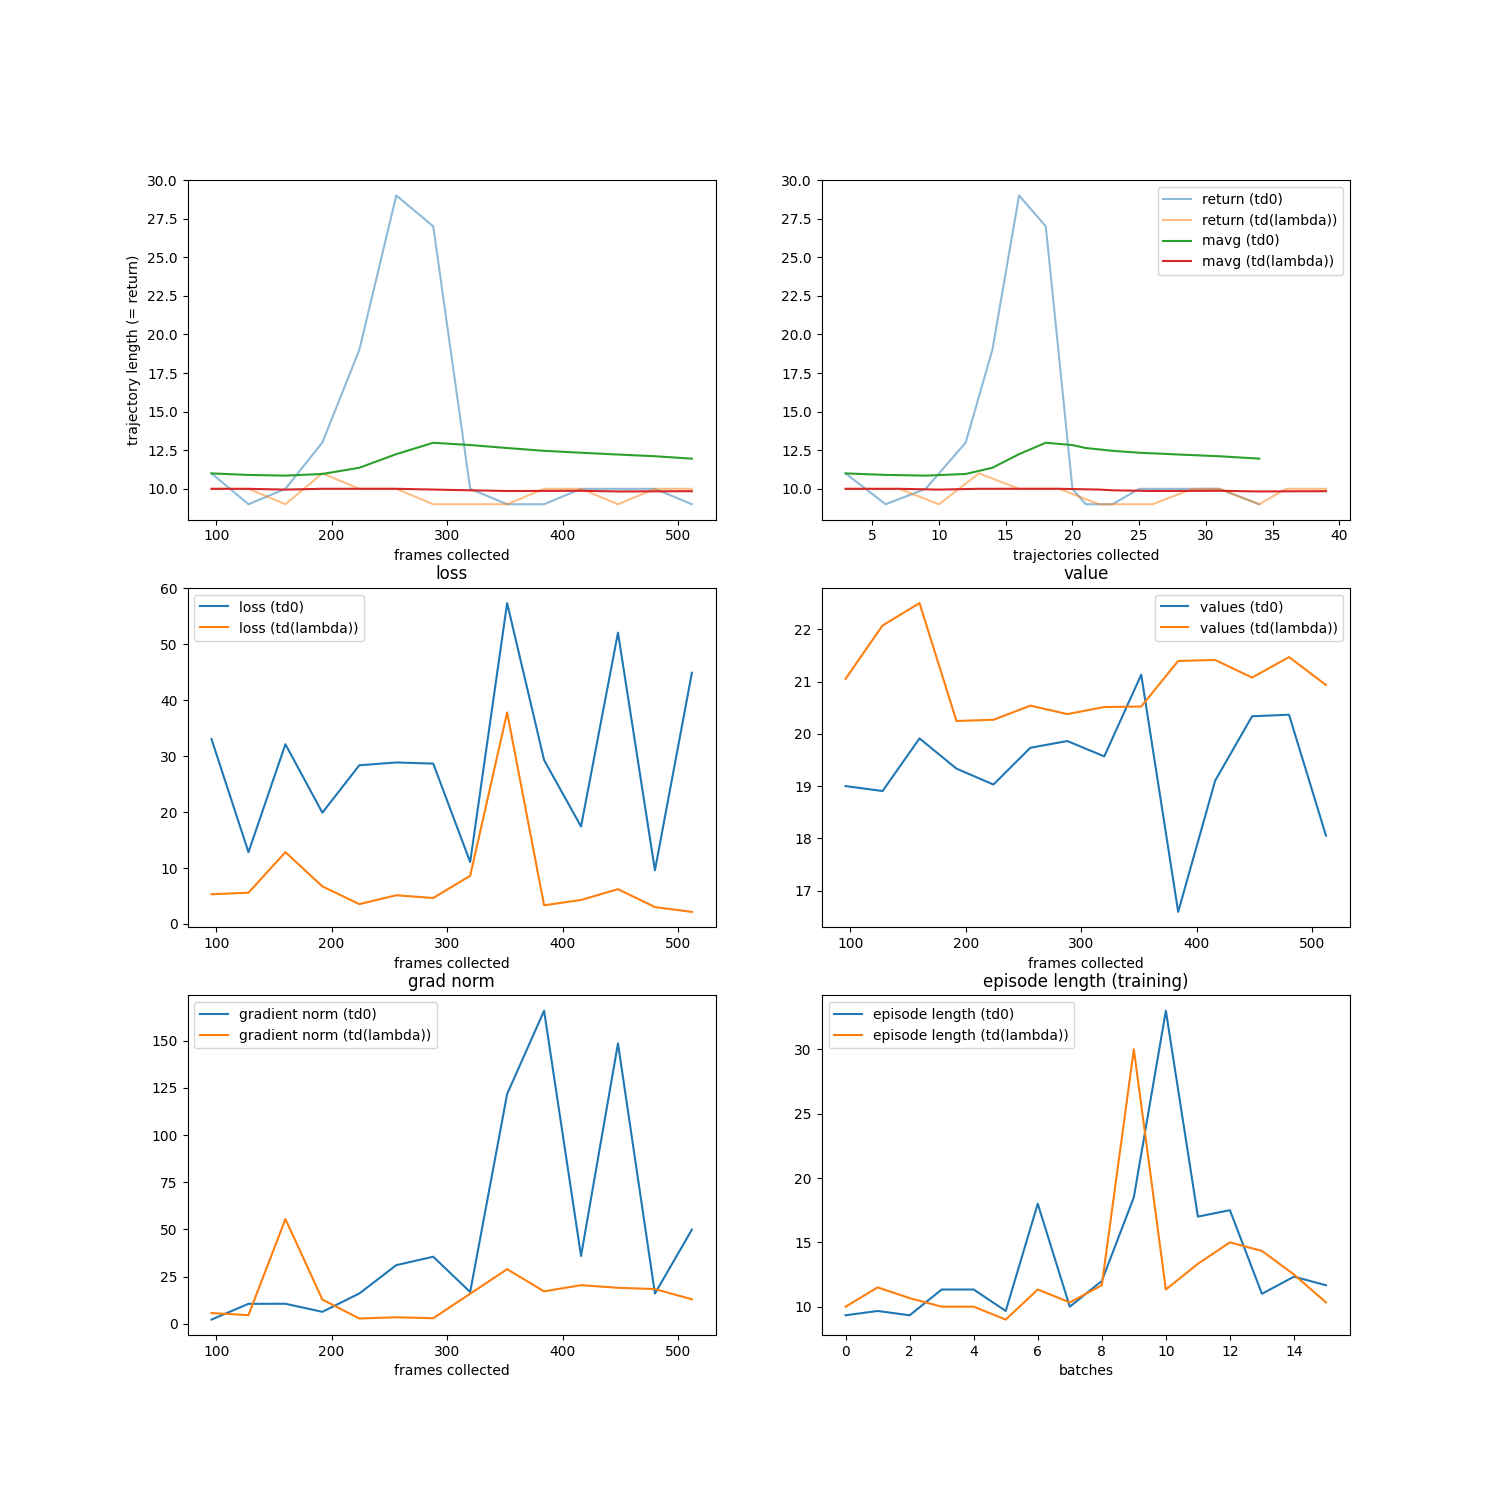 30.0
27.5
25.0
22.5
20.0
17.5
15.0
12.5
10.0
trajectory length (= return)
100 200 300 400 500
frames collected
30.0
27.5
25.0
22.5
20.0
17.5
15.0
12.5
10.0
return (td0)
return (td(lambda))
mavg (td0)
mavg (td(lambda))
5 10 15 20 25 30 35 40
trajectories collected
loss
60
50
40
30
20
10
0
loss (td0)
loss (td(lambda))
100 200 300 400 500
frames collected
value
22
21
20
19
18
17
values (td0)
values (td(lambda))
100 200 300 400 500
frames collected
grad norm
150
125
100
75
50
25
0
gradient norm (td0)
gradient norm (td(lambda))
100 200 300 400 500
frames collected
episode length (training)
30
25
20
15
10
episode length (td0)
episode length (td(lambda))
0 2 4 6 8 10 12 14
batches